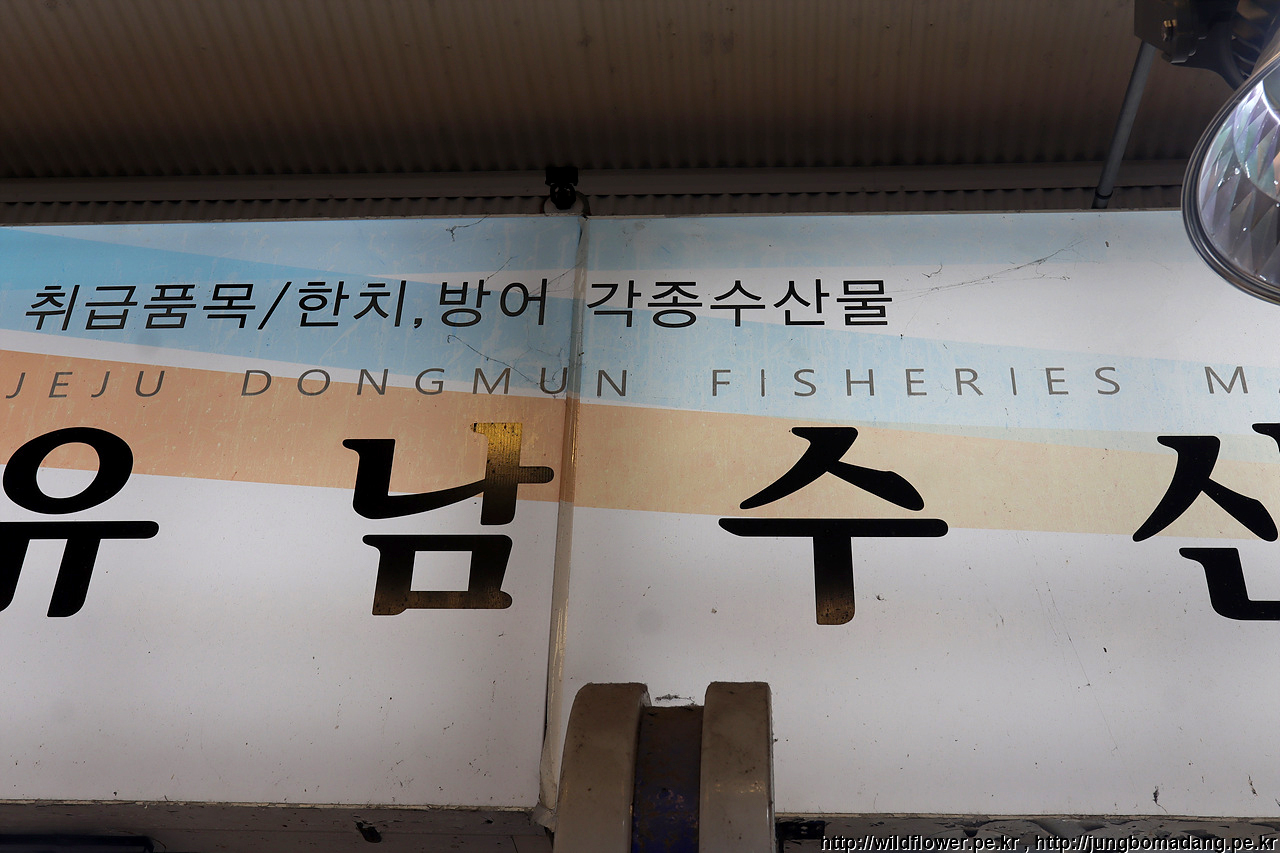 취급품목/한치,방어 각종수산물
JEJU DONGMUN FISHERIES M
유남수산
http://wildflower.pe.kr , http://jungbomadang.pe.kr